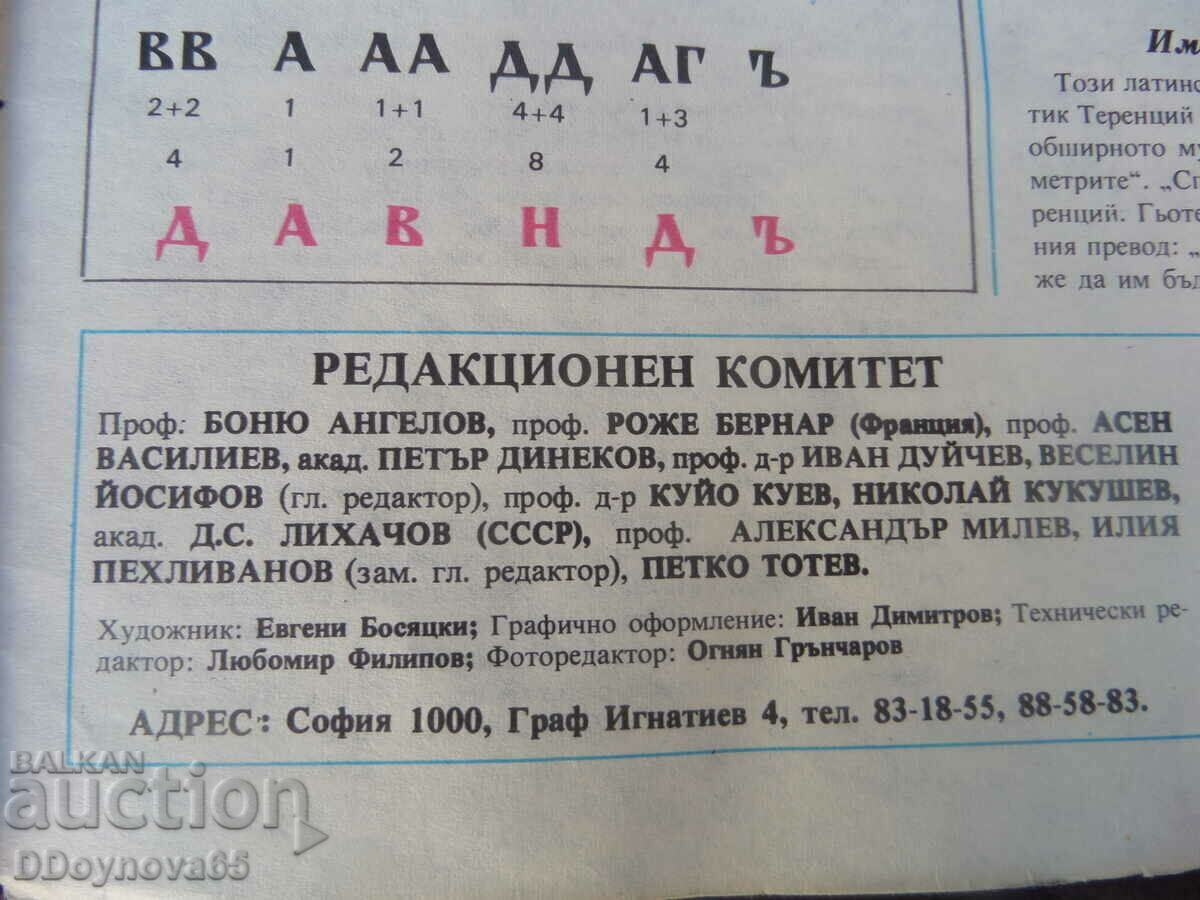 ВВ А АА ДД АГ Ъ
2+2 1 1+1 4+4 1+3
4 1 2 8 4
Д А В Н Д Ъ
Този латинс
тик Теренций
обширното му
метрите“. „Сп
ренций. Гьоте
ния превод: „
же да им бъд
РЕДАКЦИОНЕН КОМИТЕТ
Проф. БОНЮ АНГЕЛОВ, проф. РОЖЕ БЕРНАР (Франция), проф. АСЕН
ВАСИЛИЕВ, акад. ПЕТЪР ДИНЕКОВ, проф. д-р ИВАН ДУЙЧЕВ, ВЕСЕЛИН
ЙОСИФОВ (гл. редактор), проф. д-р КУЙО КУЕВ, НИКОЛАЙ КУКУШЕВ,
акад. Д.С. ЛИХАЧОВ (СССР), проф. АЛЕКСАНДЪР МИЛЕВ, ИЛИЯ
ПЕХЛИВАНОВ (зам. гл. редактор), ПЕТКО ТОТЕВ.
Художник: Евгени Босяцки; Графично оформление: Иван Димитров; Технически ре-
дактор: Любомир Филипов; Фоторедактор: Огнян Грънчаров
АДРЕС: София 1000, Граф Игнатиев 4, тел. 83-18-55, 88-58-83.
BALKAN
auction
DDoynova65